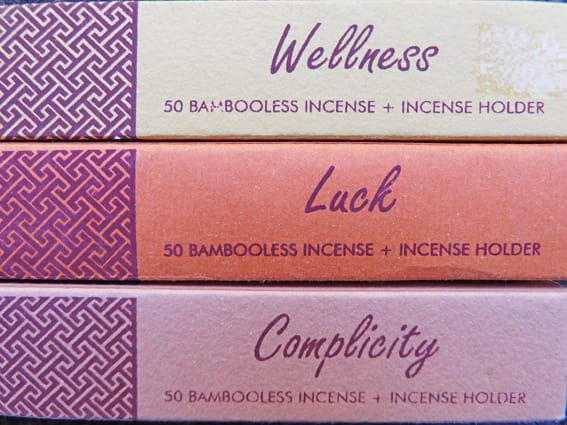 Wellness
50 BAMBOOLESS INCENSE + INCENSE HOLDER
Luck
50 BAMBOOLESS INCENSE + INCENSE HOLDER
Complicity
50 BAMBOOLESS INCENSE + INCENSE HOLDER